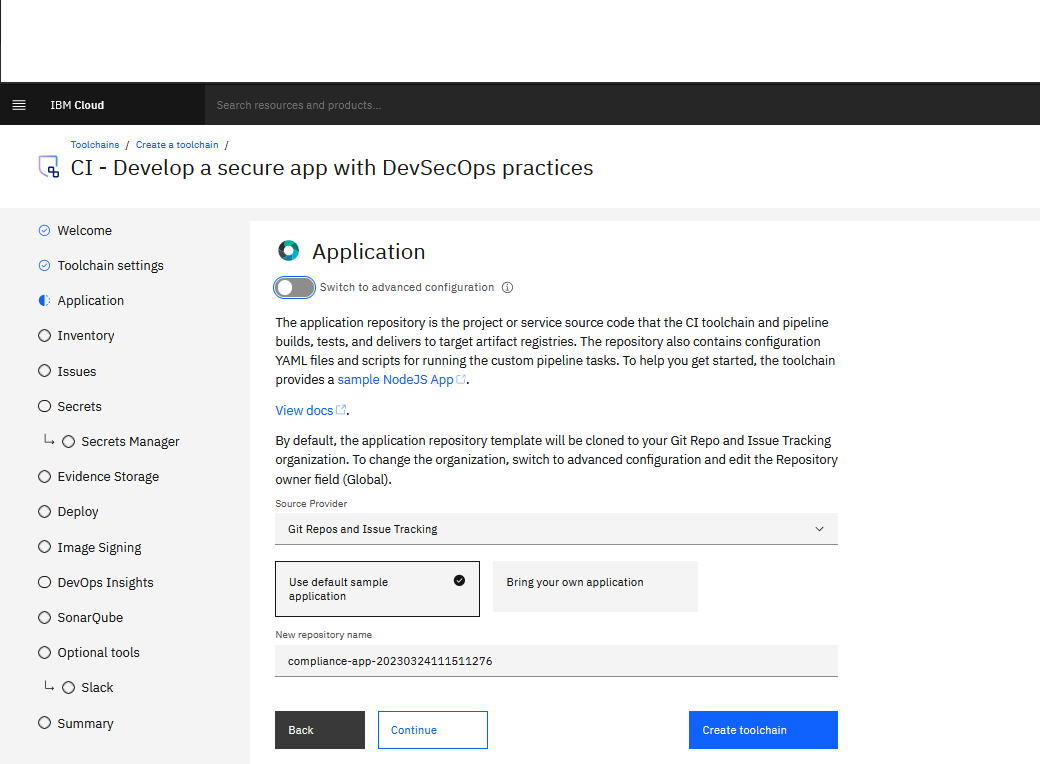 IBM Cloud
Search resources and products...
Toolchains / Create a toolchain /
CI - Develop a secure app with DevSecOps practices
Welcome
Toolchain settings
Application
Inventory
Issues
Secrets
Secrets Manager
Evidence Storage
Deploy
Image Signing
DevOps Insights
SonarQube
Optional tools
Slack
Summary
Application
Switch to advanced configuration
The application repository is the project or service source code that the CI toolchain and pipeline
builds, tests, and delivers to target artifact registries. The repository also contains configuration
YAML files and scripts for running the custom pipeline tasks. To help you get started, the toolchain
provides a sample NodeJS App.
View docs.
By default, the application repository template will be cloned to your Git Repo and Issue Tracking
organization. To change the organization, switch to advanced configuration and edit the Repository
owner field (Global).
Source Provider
Git Repos and Issue Tracking
Use default sample
application
Bring your own application
New repository name
compliance-app-20230324111511276
Back
Continue
Create toolchain